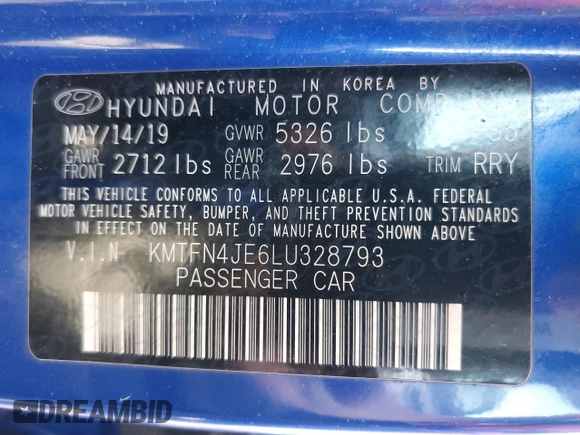 MANUFACTURED IN KOREA BY
HYUNDAI MOTOR
MAY/14/19 GVWR 5326 lbs
GAWR FRONT 2712 lbs GAWR REAR 2976 lbs TRIM RRY
THIS VEHICLE CONFORMS TO ALL APPLICABLE U.S.A. FEDERAL
MOTOR VEHICLE SAFETY, BUMPER, AND THEFT PREVENTION STANDARDS
IN EFFECT ON THE DATE OF MANUFACTURE SHOWN ABOVE.
V.I.N KMTFN4JE6LU328793
PASSENGER CAR
DREAMBID